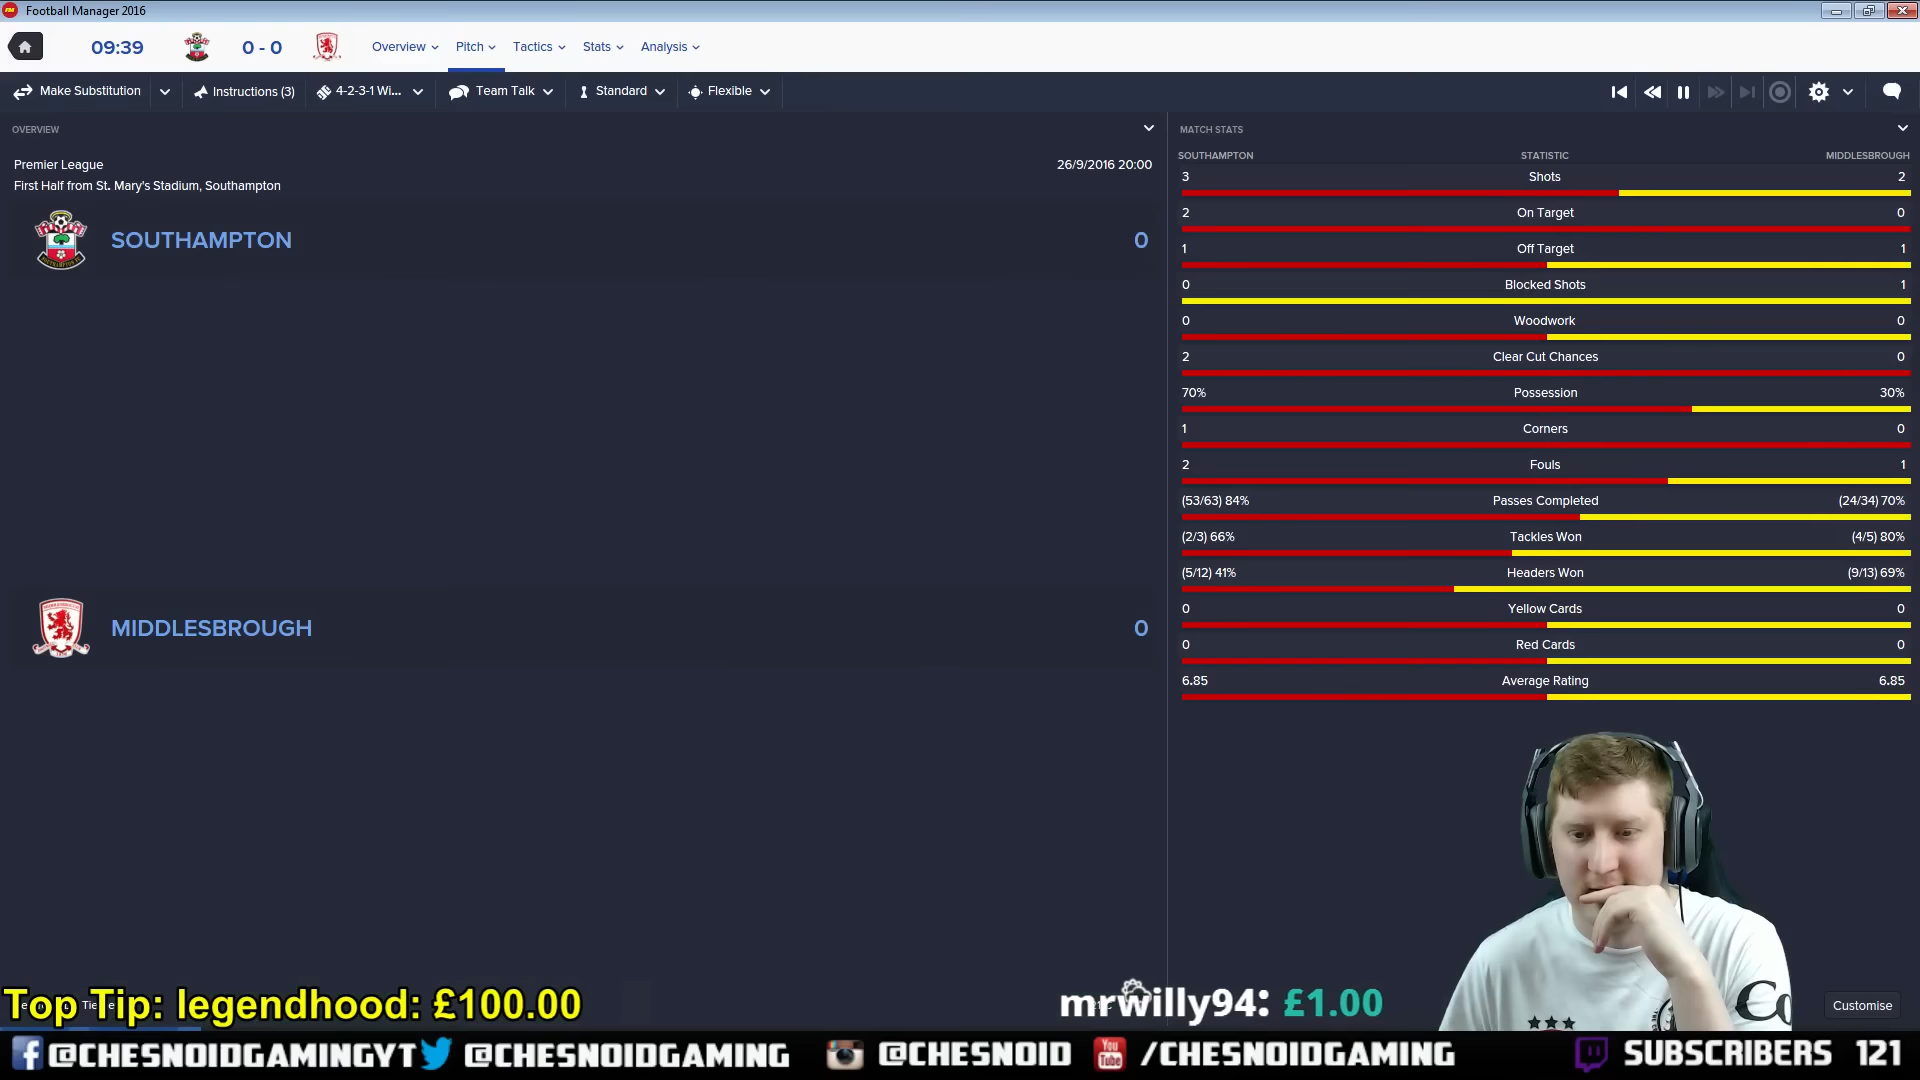 Football Manager 2016
09:39
0 - 0
Overview
Pitch
Tactics
Stats
Analysis
Make Substitution
Instructions (3)
4-2-3-1 Wi...
Team Talk
Standard
Flexible
OVERVIEW
Premier League
26/9/2016 20:00
First Half from St. Mary's Stadium, Southampton
SOUTHAMPTON 0
MIDDLESBROUGH 0
MATCH STATS
SOUTHAMPTON STATISTIC MIDDLESBROUGH
3 Shots 2
2 On Target 0
1 Off Target 1
0 Blocked Shots 1
0 Woodwork 0
2 Clear Cut Chances 0
70% Possession 30%
1 Corners 0
2 Fouls 1
(53/63) 84% Passes Completed (24/34) 70%
(2/3) 66% Tackles Won (4/5) 80%
(5/12) 41% Headers Won (9/13) 69%
0 Yellow Cards 0
0 Red Cards 0
6.85 Average Rating 6.85
Customise
Top Tip: legendhood: £100.00
mrwilly94: £1.00
@CHESNOIDGAMINGYT
@CHESNOIDGAMING
@CHESNOID
You Tube
/CHESNOIDGAMING
SUBSCRIBERS 121